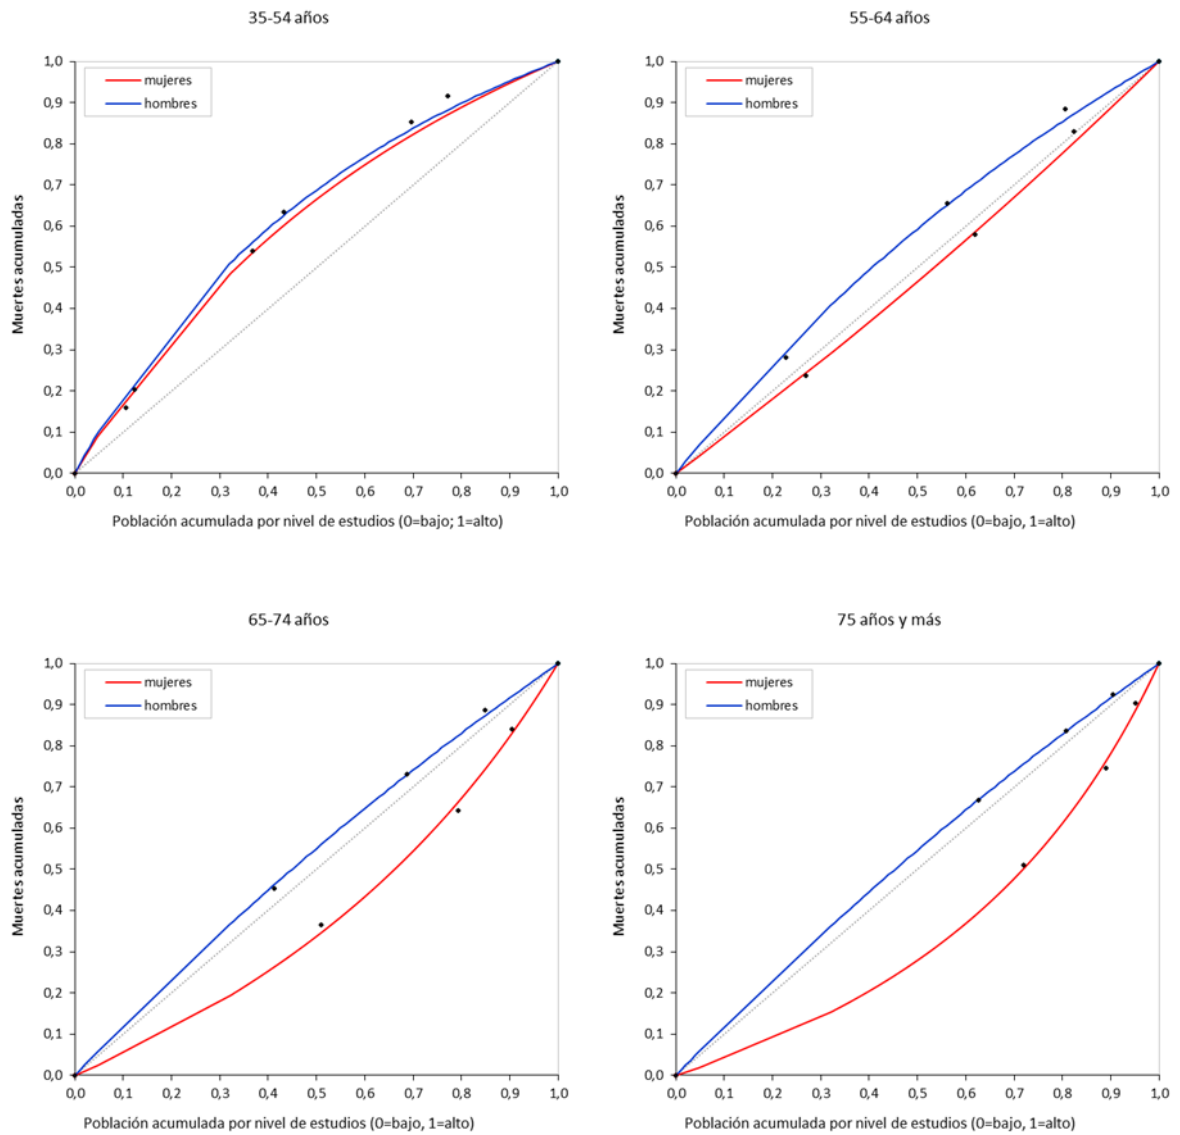 35-54 años
1,0
0,9
0,8
0,7
0,6
0,5
0,4
0,3
0,2
0,1
0,0
Muertes acumuladas
mujeres
hombres
0,0 0,1 0,2 0,3 0,4 0,5 0,6 0,7 0,8 0,9 1,0
Población acumulada por nivel de estudios (0=bajo; 1=alto)
55-64 años
1,0
0,9
0,8
0,7
0,6
0,5
0,4
0,3
0,2
0,1
0,0
Muertes acumuladas
mujeres
hombres
0,0 0,1 0,2 0,3 0,4 0,5 0,6 0,7 0,8 0,9 1,0
Población acumulada por nivel de estudios (0=bajo, 1=alto)
65-74 años
1,0
0,9
0,8
0,7
0,6
0,5
0,4
0,3
0,2
0,1
0,0
Muertes acumuladas
mujeres
hombres
0,0 0,1 0,2 0,3 0,4 0,5 0,6 0,7 0,8 0,9 1,0
Población acumulada por nivel de estudios (0=bajo, 1=alto)
75 años y más
1,0
0,9
0,8
0,7
0,6
0,5
0,4
0,3
0,2
0,1
0,0
Muertes acumuladas
mujeres
hombres
0,0 0,1 0,2 0,3 0,4 0,5 0,6 0,7 0,8 0,9 1,0
Población acumulada por nivel de estudios (0=bajo, 1=alto)